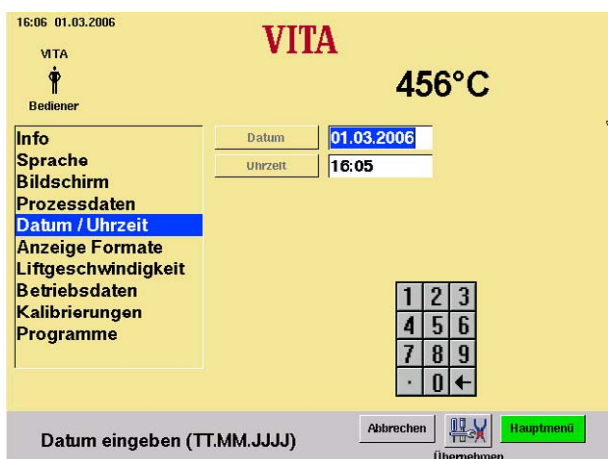 16:06 01.03.2006
VITA
VITA
456°C
Bediener
Info
Sprache
Bildschirm
Prozessdaten
Datum / Uhrzeit
Anzeige Formate
Liftgeschwindigkeit
Betriebsdaten
Kalibrierungen
Programme
Datum 01.03.2006
Uhrzeit 16:05
1 2 3
4 5 6
7 8 9
. 0 ←
Datum eingeben (TT.MM.JJJJ)
Abbrechen
Übernehmen
Hauptmenü